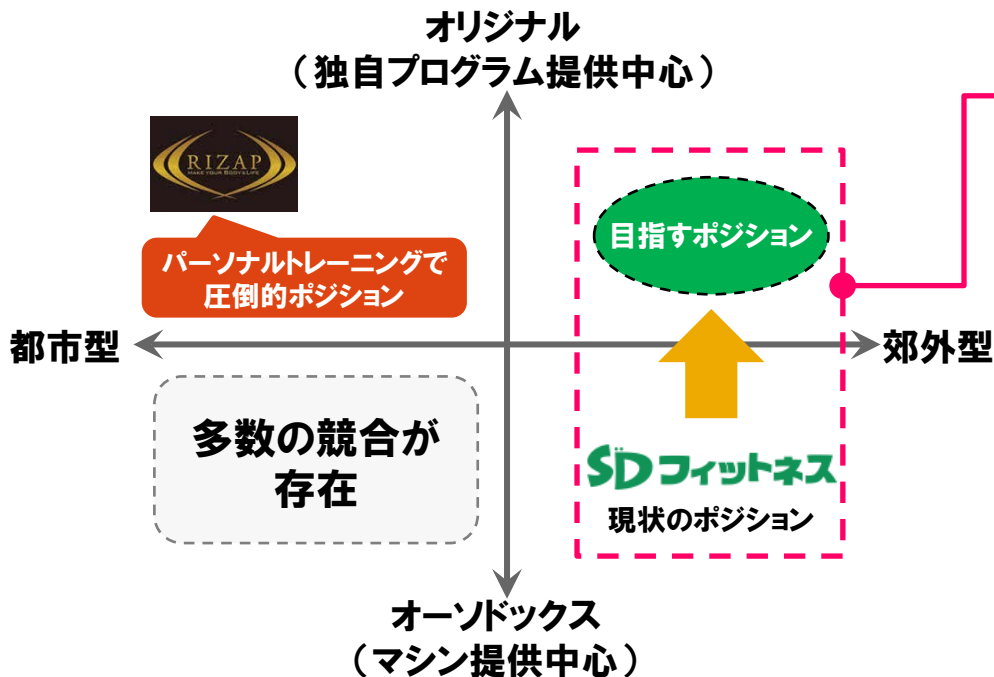 オリジナル
（独自プログラム提供中心）
RIZAP
MAKE YOUR BODY&LIFE
パーソナルトレーニングで
圧倒的ポジション
目指すポジション
都市型
郊外型
多数の競合が
存在
SDフィットネス
現状のポジション
オーソドックス
（マシン提供中心）